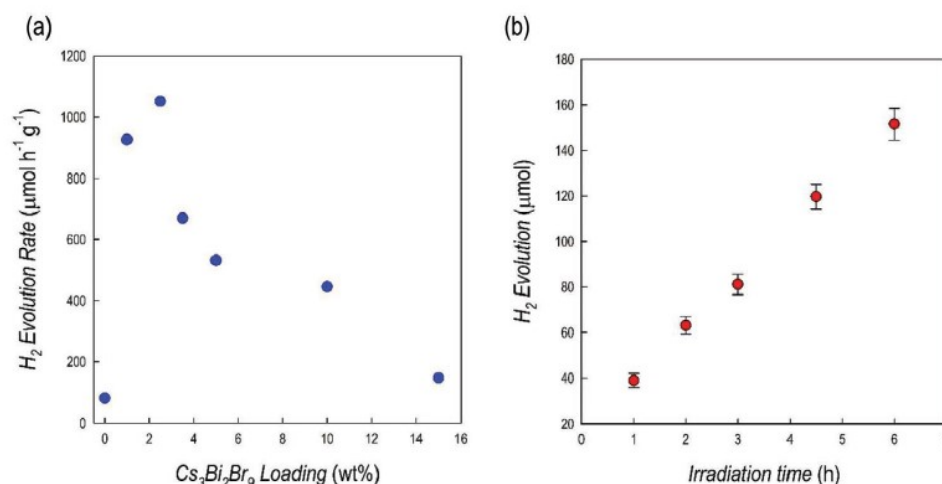 (a)
H₂ Evolution Rate (μmol h⁻¹ g⁻¹)
1200
1000
800
600
400
200
0
0 2 4 6 8 10 12 14 16
Cs₃Bi₂Br₉ Loading (wt%)
(b)
H₂ Evolution (μmol)
180
160
140
120
100
80
60
40
20
0 1 2 3 4 5 6
Irradiation time (h)